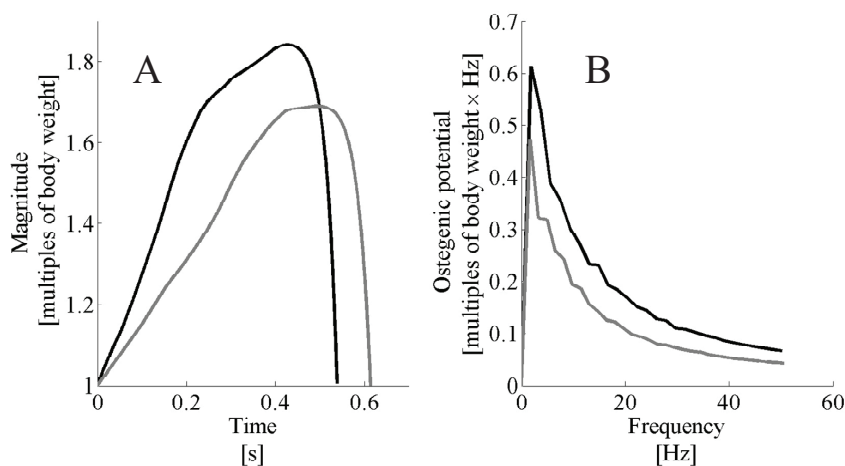 A
Magnitude
[multiples of body weight]
1.8
1.6
1.4
1.2
1
0
0.2
0.4
0.6
Time
[s]
B
Ostegenic potential
[multiples of body weight × Hz]
0.7
0.6
0.5
0.4
0.3
0.2
0.1
0
0
20
40
60
Frequency
[Hz]